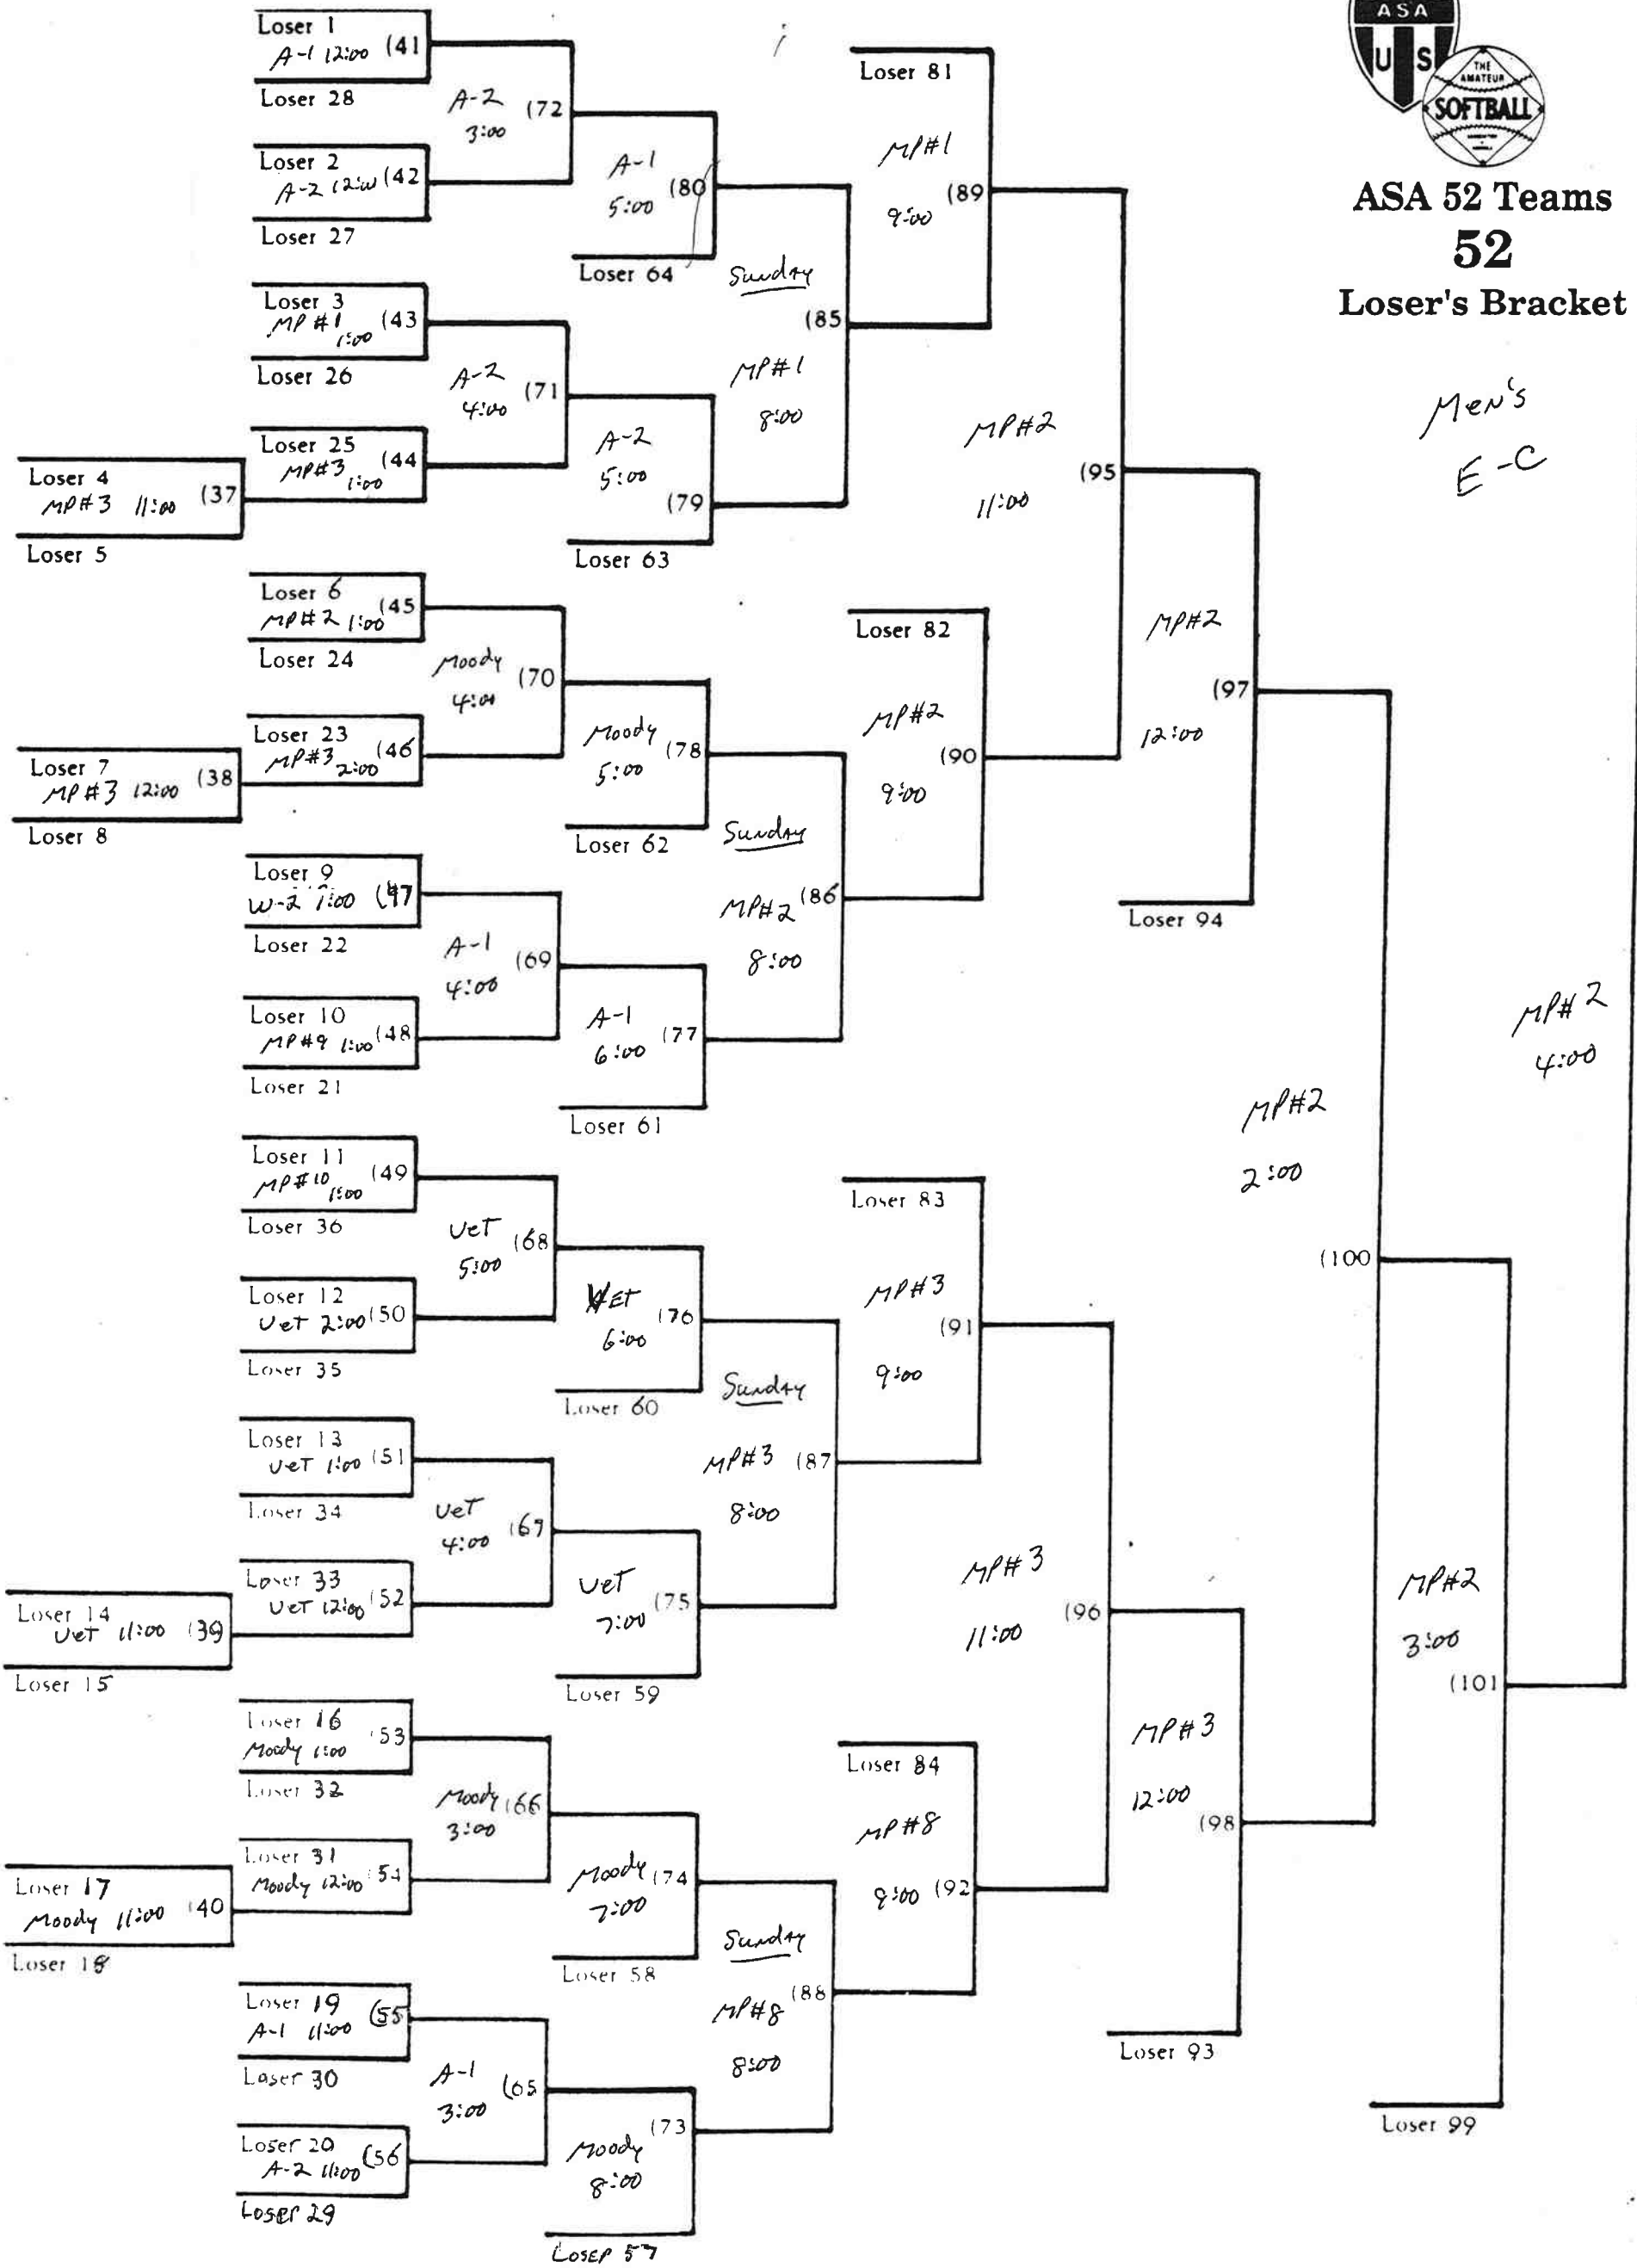 ASA
U S
THE
AMATEUR
SOFTBALL
ASA 52 Teams
52
Loser's Bracket
Men's
E-C
Loser 4
MP#3 11:00 (37
Loser 5
Loser 7
MP#3 12:00 (38
Loser 8
Loser 14
Vet 11:00 (39
Loser 15
Loser 17
Moody 11:00 (40
Loser 18
Loser 1
A-1 12:00 (41
Loser 28
Loser 2
A-2 12:00 (42
Loser 27
Loser 3
MP#1 1:00 (43
Loser 26
Loser 25
MP#3 1:00 (44
Loser 6
MP#2 1:00 (45
Loser 24
Loser 23
MP#3 2:00 (46
Loser 9
W-2 1:00 (47
Loser 22
Loser 10
MP#9 1:00 (48
Loser 21
Loser 11
MP#10 1:00 (49
Loser 36
Loser 12
Vet 2:00 (50
Loser 35
Loser 13
Vet 1:00 (51
Loser 34
Loser 33
Vet 12:00 (52
Loser 16
Moody 1:00 (53
Loser 32
Loser 31
Moody 12:00 (54
Loser 19
A-1 11:00 (55
Loser 30
Loser 20
A-2 11:00 (56
Loser 29
A-2
3:00 (72
A-2
4:00 (71
Moody
4:00 (70
A-1
4:00 (69
Vet
5:00 (68
Vet
4:00 (67
Moody
3:00 (66
A-1
3:00 (65
A-1
5:00 (80
Loser 64
A-2
5:00 (79
Loser 63
Moody
5:00 (78
Loser 62
A-1
6:00 (77
Loser 61
VET
6:00 (76
Loser 60
Vet
7:00 (75
Loser 59
Moody
7:00 (74
Loser 58
Moody
8:00 (73
Loser 57
Sunday
(85
MP#1
8:00
Sunday
MP#2 (86
8:00
Sunday
MP#3 (87
8:00
Sunday
MP#8 (88
8:00
Loser 81
MP#1
9:00 (89
Loser 82
MP#2
9:00 (90
Loser 83
MP#3
9:00 (91
Loser 84
MP#8
9:00 (92
MP#2
11:00 (95
MP#3
11:00 (96
MP#2
12:00 (97
Loser 94
MP#3
12:00 (98
Loser 93
MP#2
2:00
(100
MP#2
3:00
(101
Loser 99
MP#2
4:00